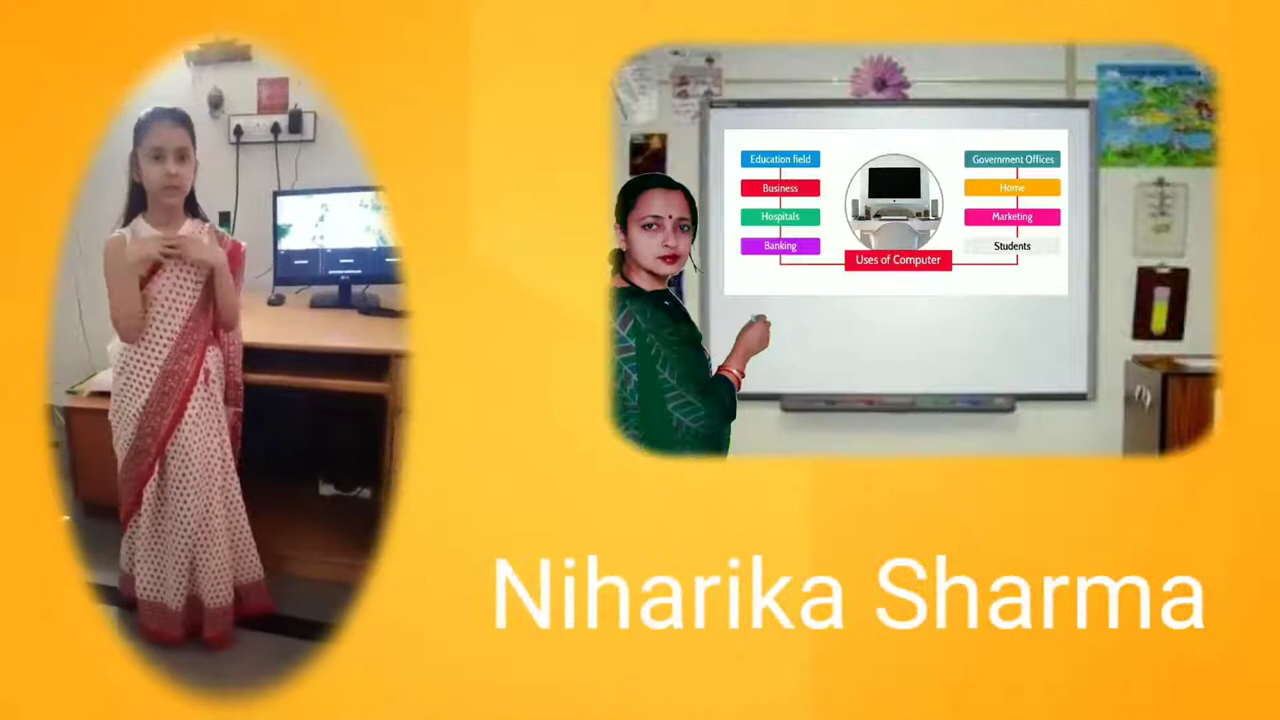 Education field
Business
Hospitals
Banking
Government Offices
Home
Marketing
Students
Uses of Computer
Niharika Sharma